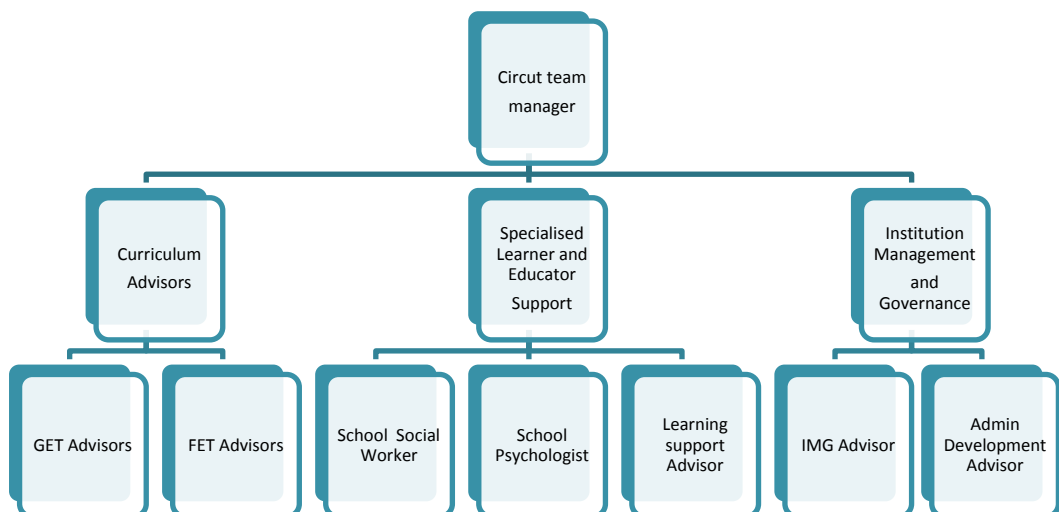 Circut team
manager
Curriculum
Advisors
Specialised
Learner and
Educator
Support
Institution
Management
and
Governance
GET Advisors
FET Advisors
School Social
Worker
School
Psychologist
Learning
support
Advisor
IMG Advisor
Admin
Development
Advisor